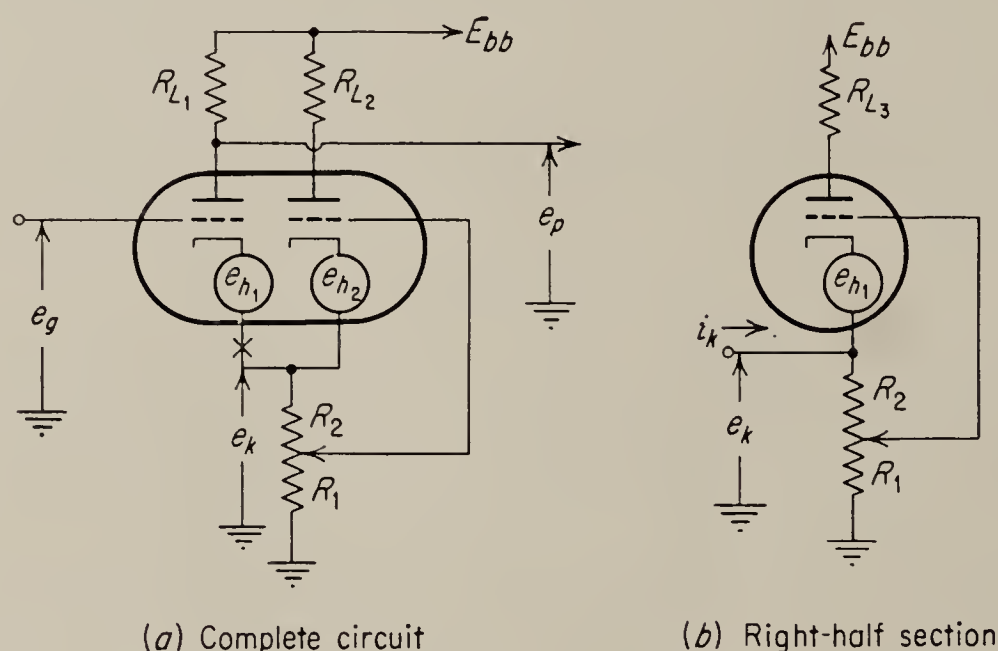 E_bb
R_L1
R_L2
e_g
e_h1
e_h2
e_p
e_k
R_2
R_1
(a) Complete circuit
E_bb
R_L3
e_h1
i_k
e_k
R_2
R_1
(b) Right-half section